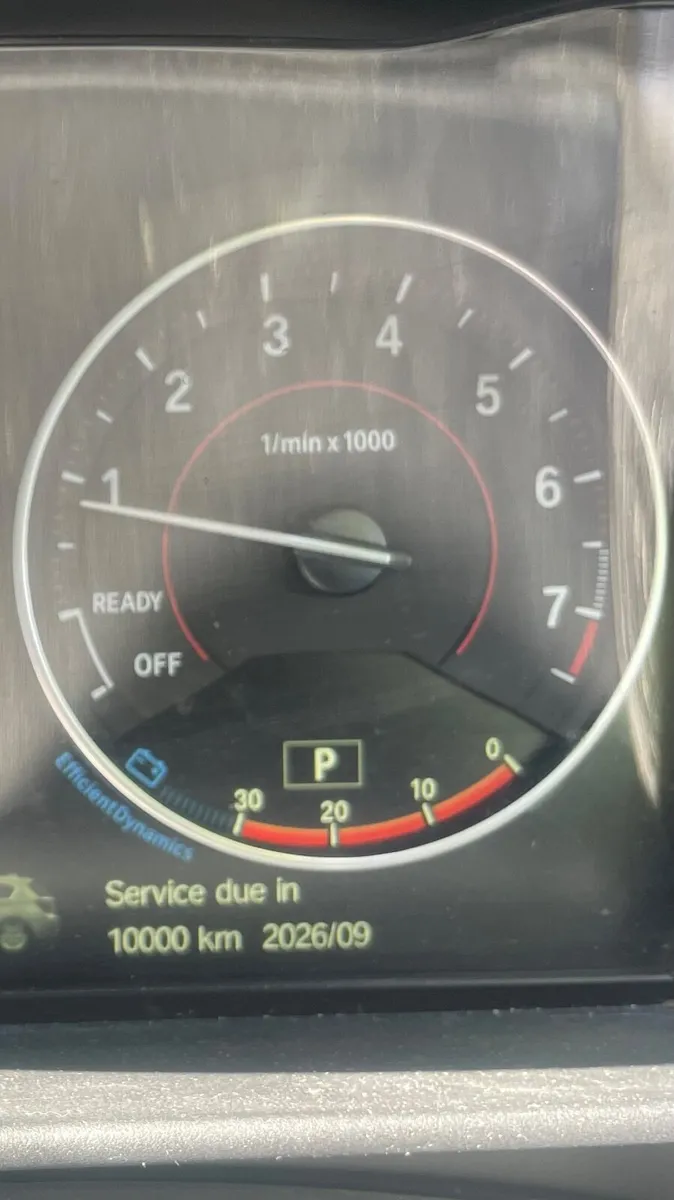 3 4
2 5
1/min x 1000
1 6
READY 7
OFF
P
0
30 20 10
EfficientDynamics
Service due in
10000 km 2026/09